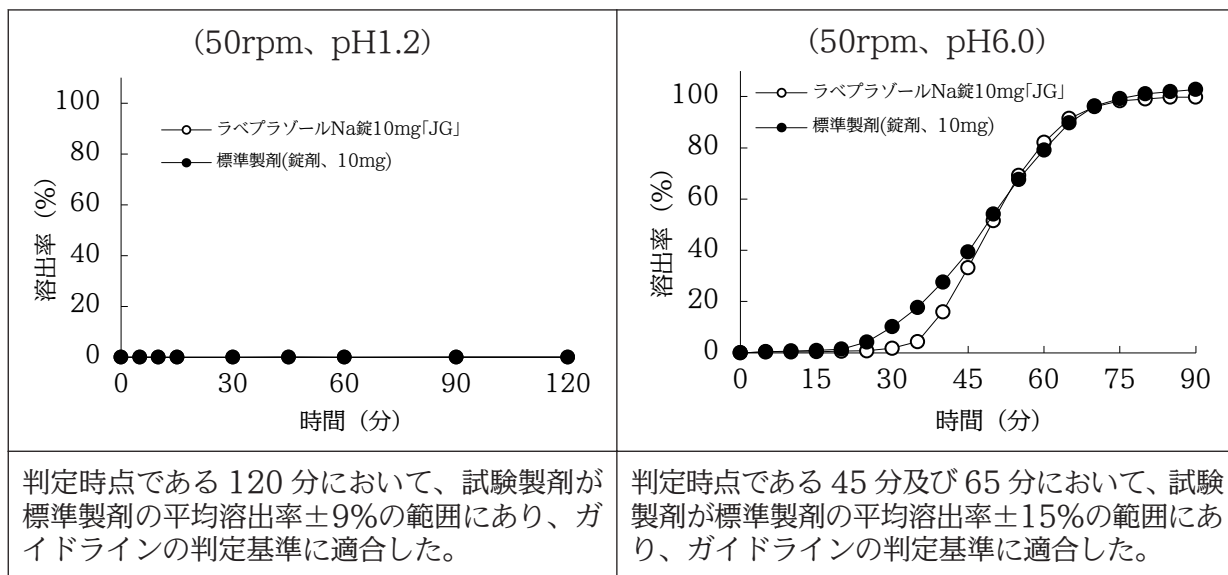 (50rpm、pH1.2)
100
80
60
40
20
0
溶出率 (%)
ラベプラゾールNa錠10mg｢JG｣
標準製剤(錠剤、10mg)
0 30 60 90 120
時間 (分)
判定時点である 120 分において、試験製剤が
標準製剤の平均溶出率±9%の範囲にあり、ガ
イドラインの判定基準に適合した。
(50rpm、pH6.0)
100
80
60
40
20
0
溶出率 (%)
ラベプラゾールNa錠10mg｢JG｣
標準製剤(錠剤、10mg)
0 15 30 45 60 75 90
時間 (分)
判定時点である 45 分及び 65 分において、試験
製剤が標準製剤の平均溶出率±15%の範囲にあ
り、ガイドラインの判定基準に適合した。